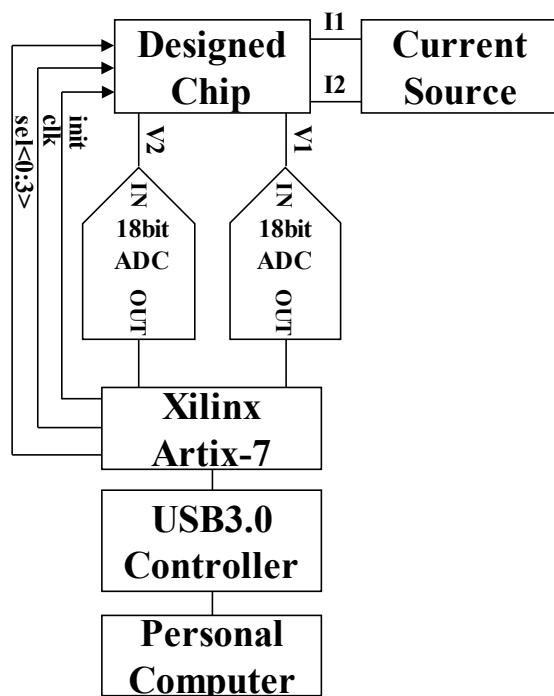 Designed
Chip
I1
I2
Current
Source
sel<0:3>
clk
init
V2
V1
IN
18bit
ADC
OUT
IN
18bit
ADC
OUT
Xilinx
Artix-7
USB3.0
Controller
Personal
Computer